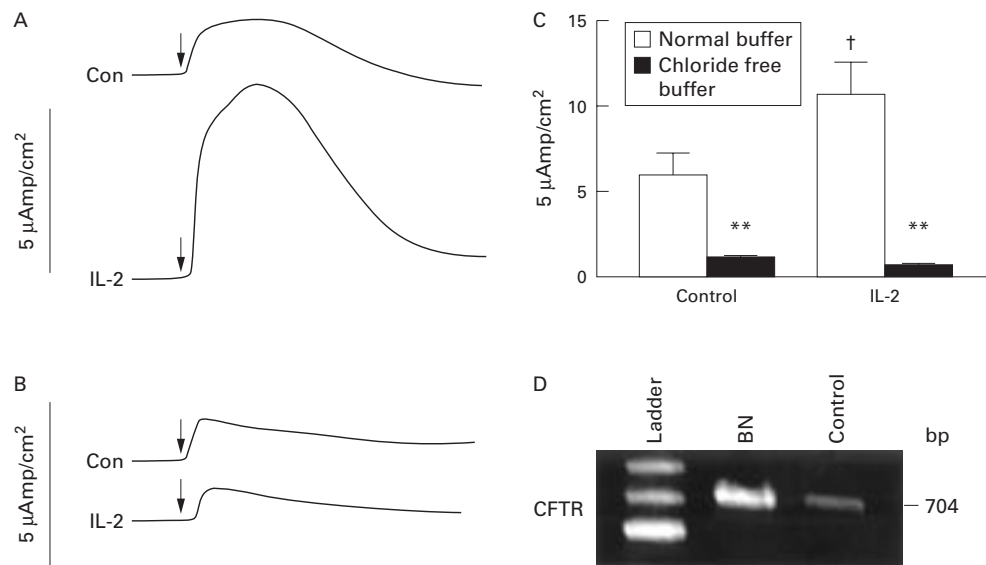 A
Con
5 µAmp/cm²
IL-2
B
Con
5 µAmp/cm²
IL-2
C
15
10
5
0
5 µAmp/cm²
Normal buffer
Chloride free
buffer
†
**
**
Control
IL-2
D
Ladder
BN
Control
bp
CFTR
704